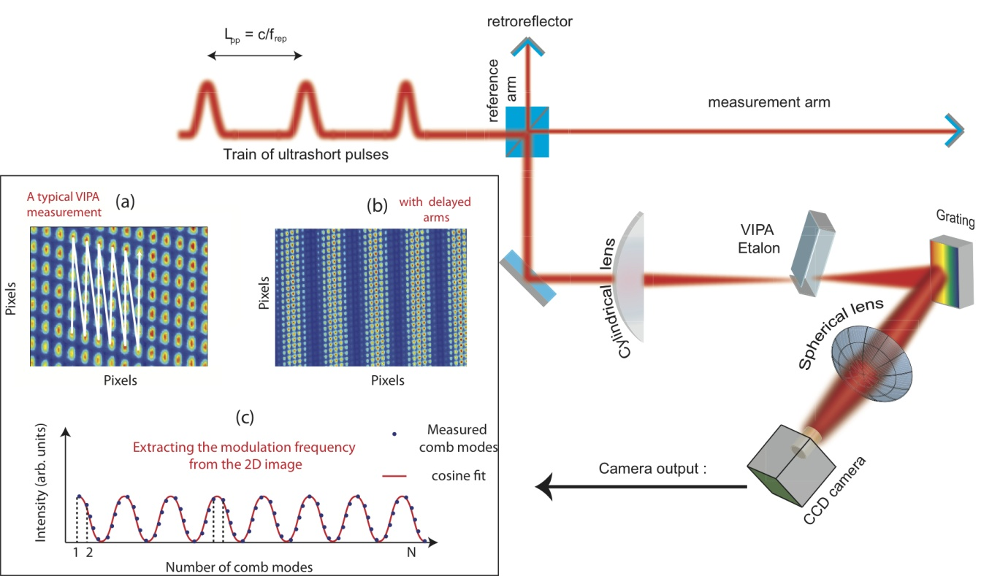 retroreflector
Lpp = c/frep
reference
arm
measurement arm
Train of ultrashort pulses
A typical VIPA
measurement
(a)
(b)
with delayed
arms
Pixels
Pixels
Pixels
Pixels
Cylindrical lens
VIPA
Etalon
Grating
Spherical lens
CCD camera
Camera output :
(c)
Extracting the modulation frequency
from the 2D image
Measured
comb modes
cosine fit
Intensity (arb. units)
1 2
N
Number of comb modes